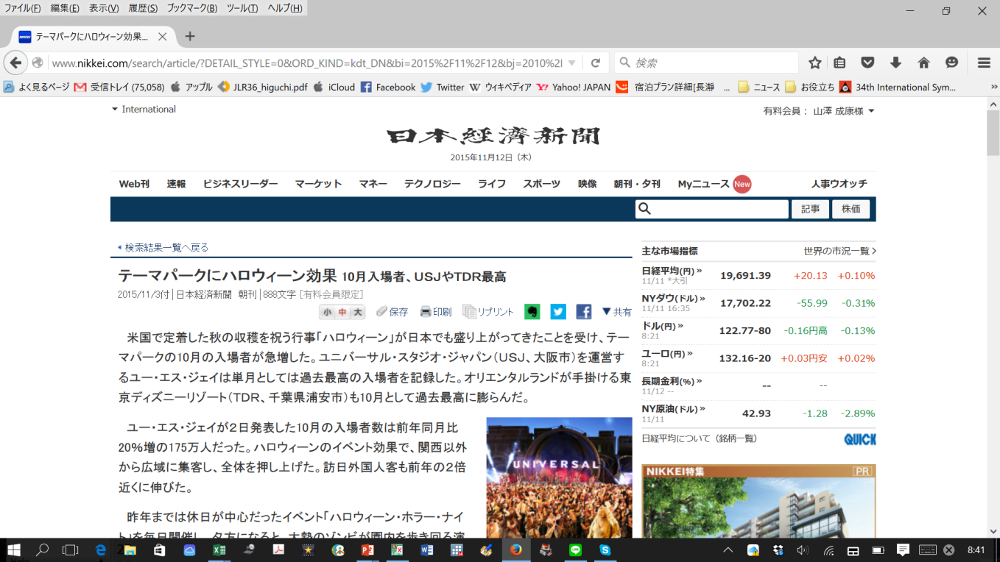 ファイル(F) 編集(E) 表示(V) 履歴(S) ブックマーク(B) ツール(T) ヘルプ(H)
テーマパークにハロウィーン効果...
www.nikkei.com/search/article/?DETAIL_STYLE=0&ORD_KIND=kdt_DN&bi=2015%2F11%2F12&bj=2010%2
検索
よく見るページ 受信トレイ (75,058) アップル JLR36_higuchi.pdf iCloud Facebook Twitter ウィキペディア Yahoo! JAPAN 宿泊プラン詳細[長瀞 ... ニュース お役立ち 34th International Sym...
International
有料会員： 山澤 成康様
日本経済新聞
2015年11月12日（木）
Web刊 速報 ビジネスリーダー マーケット マネー テクノロジー ライフ スポーツ 映像 朝刊・夕刊 Myニュース New 人事ウオッチ
記事 株価
検索結果一覧へ戻る
テーマパークにハロウィーン効果 10月入場者、USJやTDR最高
2015/11/3付 | 日本経済新聞 朝刊 | 888文字 [有料会員限定]
小 中 大 保存 印刷 リプリント 共有
米国で定着した秋の収穫を祝う行事「ハロウィーン」が日本でも盛り上がってきたことを受け、テー
マパークの10月の入場者が急増した。ユニバーサル・スタジオ・ジャパン（USJ、大阪市）を運営す
るユー・エス・ジェイは単月としては過去最高の入場者を記録した。オリエンタルランドが手掛ける東
京ディズニーリゾート（TDR、千葉県浦安市）も10月として過去最高に膨らんだ。
ユー・エス・ジェイが２日発表した10月の入場者数は前年同月比
20％増の175万人だった。ハロウィーンのイベント効果で、関西以外
から広域に集客し、全体を押し上げた。訪日外国人客も前年の２倍
近くに伸びた。
昨年までは休日が中心だったイベント「ハロウィーン・ホラー・ナイ
ト」を毎日開催し、夕方になると、大勢のゾンビが園内を歩き回る演
UNIVERSAL
主な市場指標 世界の市況一覧
日経平均(円) 19,691.39 +20.13 +0.10%
11/11 *大引
NYダウ(ドル) 17,702.22 -55.99 -0.31%
11/11 16:35
ドル(円) 122.77-80 -0.16円高 -0.13%
8:21
ユーロ(円) 132.16-20 +0.03円安 +0.02%
8:21
長期金利(%) -- --
11/12 --
NY原油(ドル) 42.93 -1.28 -2.89%
11/11
日経平均について（銘柄一覧） QUICK
NIKKEI特集 PR
8:41